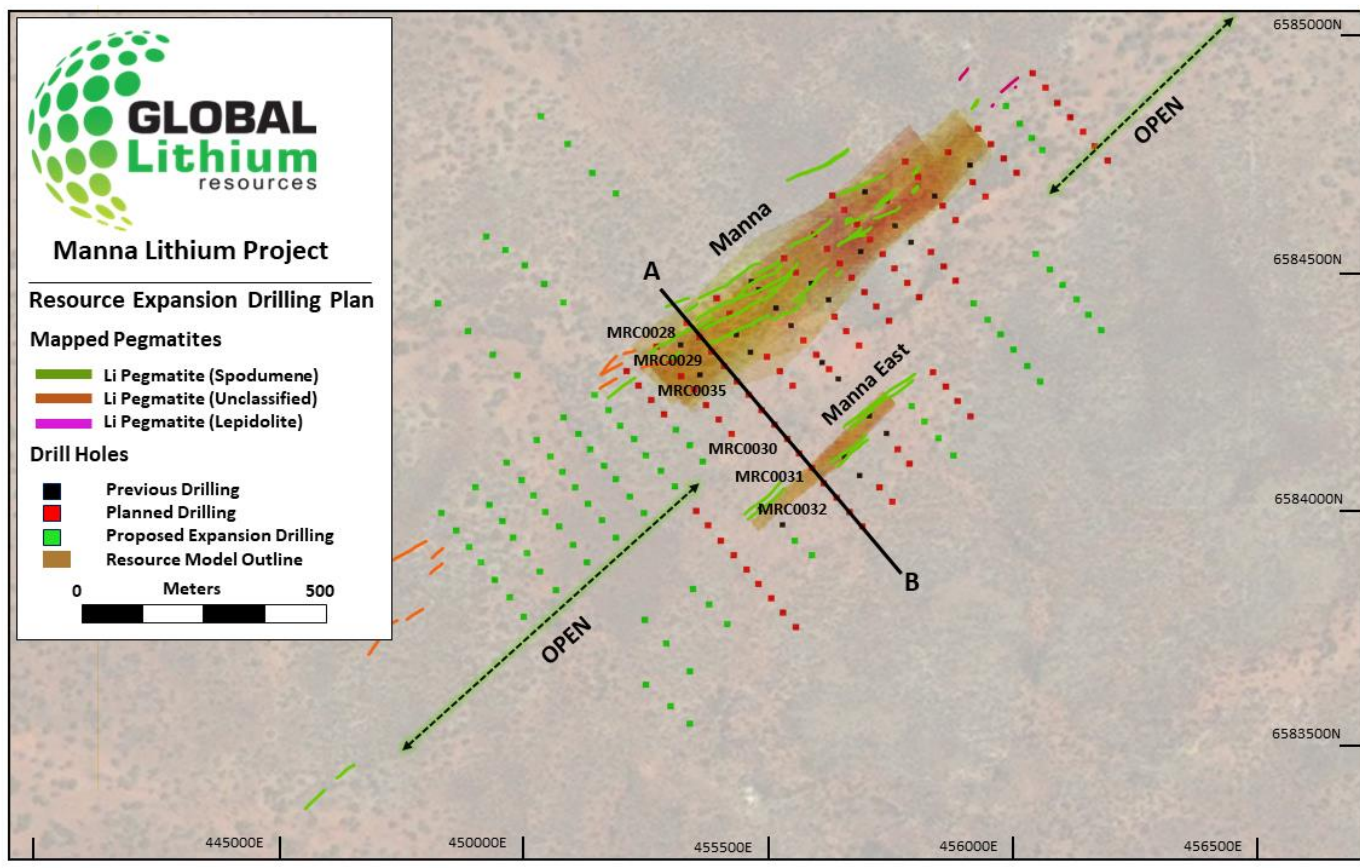 GLOBAL
Lithium
resources
Manna Lithium Project
Resource Expansion Drilling Plan
Mapped Pegmatites
Li Pegmatite (Spodumene)
Li Pegmatite (Unclassified)
Li Pegmatite (Lepidolite)
Drill Holes
Previous Drilling
Planned Drilling
Proposed Expansion Drilling
Resource Model Outline
0 Meters 500
6585000N
OPEN
Manna
A
6584500N
MRC0028
MRC0029
MRC0035
Manna East
MRC0030
MRC0031
MRC0032
6584000N
B
OPEN
6583500N
445000E 450000E 455500E 456000E 456500E